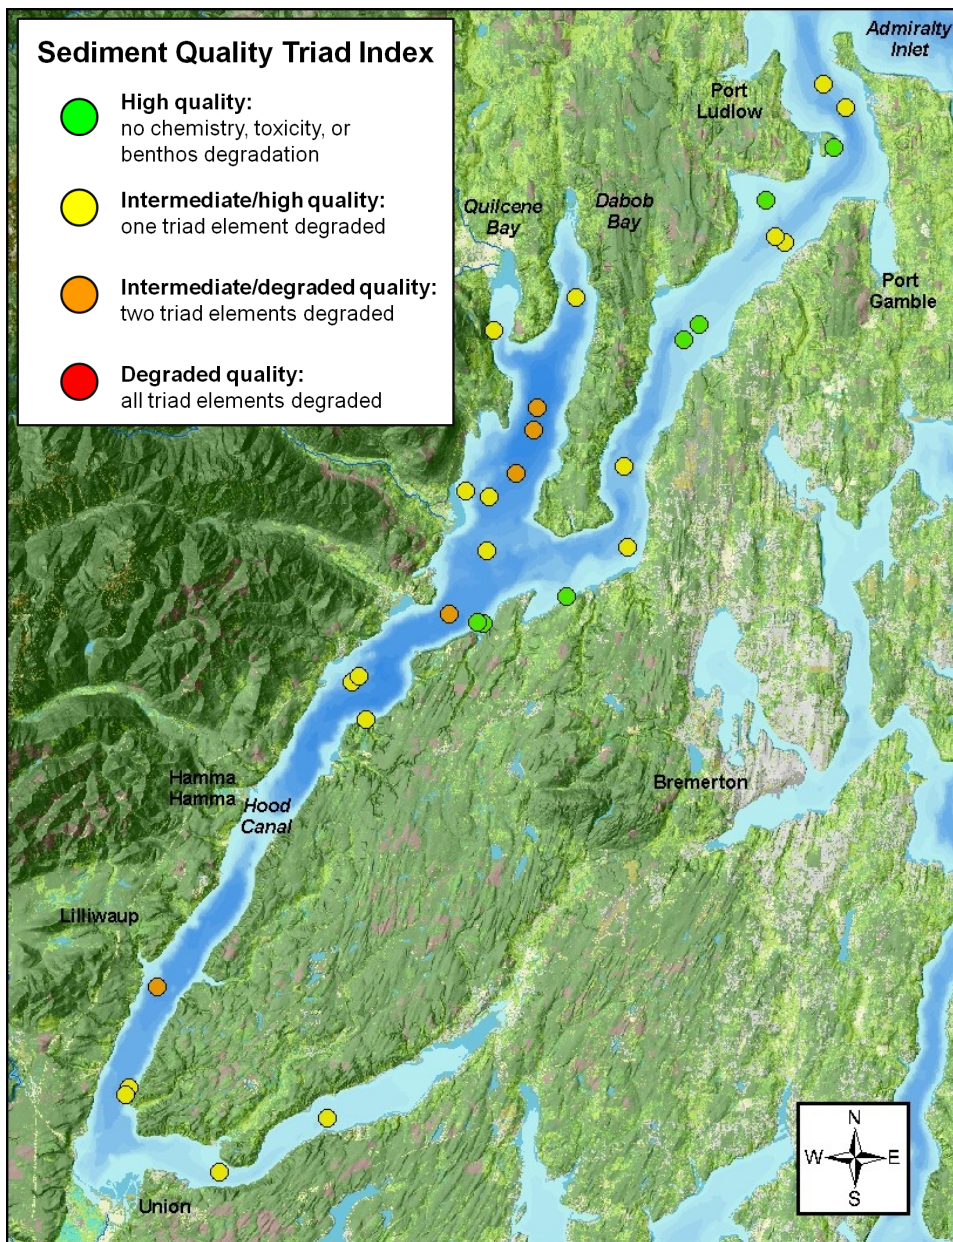 Sediment Quality Triad Index
High quality:
no chemistry, toxicity, or
benthos degradation
Intermediate/high quality:
one triad element degraded
Intermediate/degraded quality:
two triad elements degraded
Degraded quality:
all triad elements degraded
Admiralty
Inlet
Port
Ludlow
Quilcene
Bay
Dabob
Bay
Port
Gamble
Hamma
Hamma
Hood
Canal
Bremerton
Lilliwaup
Union
N
W E
S